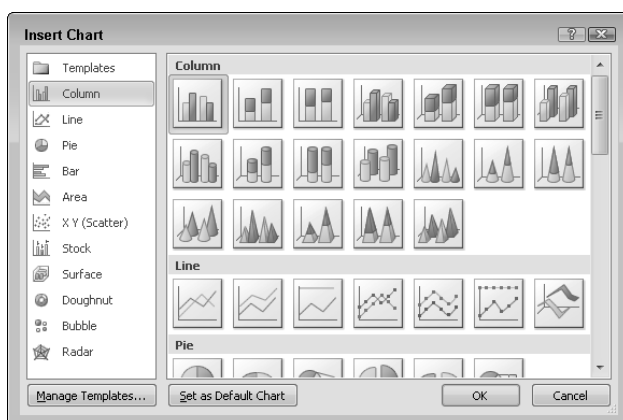 Insert Chart
Templates
Column
Line
Pie
Bar
Area
X Y (Scatter)
Stock
Surface
Doughnut
Bubble
Radar
Column
Line
Pie
Manage Templates...
Set as Default Chart
OK
Cancel